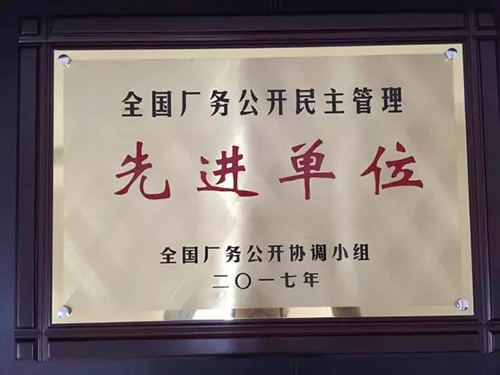 全国厂务公开民主管理
先进单位
全国厂务公开协调小组
二〇一七年